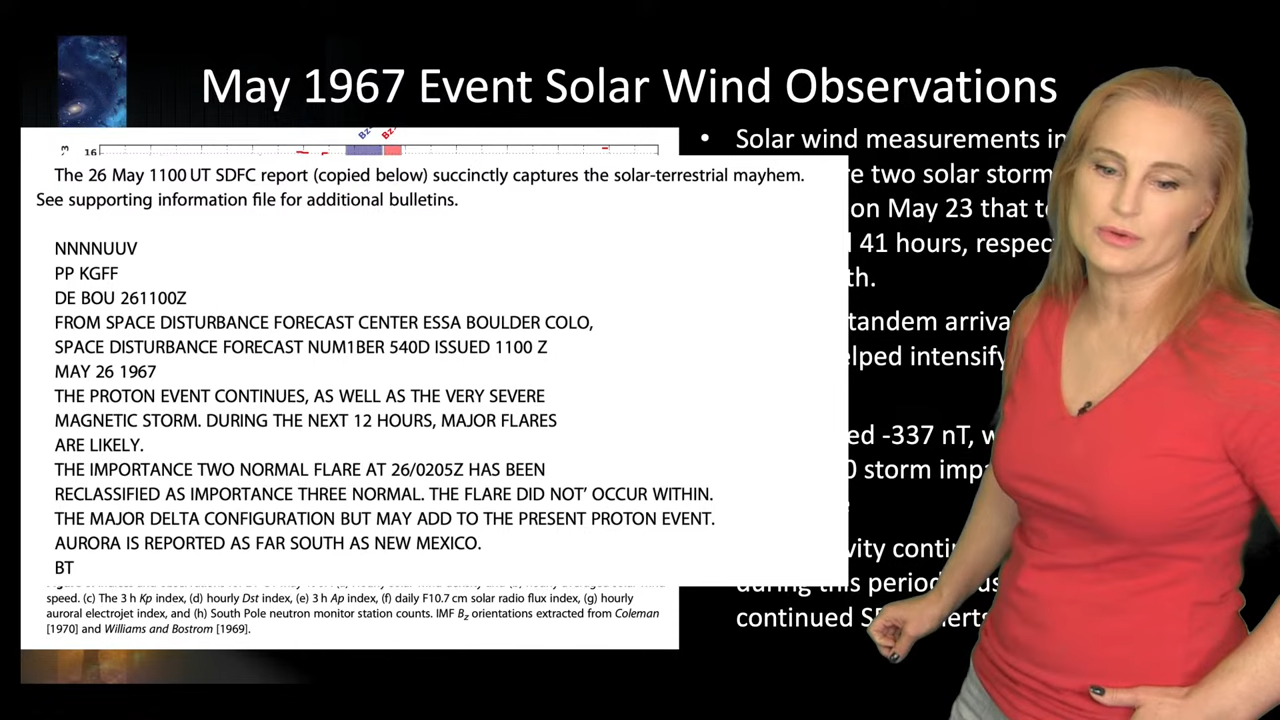 May 1967 Event Solar Wind Observations
Bz
Bz
16
The 26 May 1100 UT SDFC report (copied below) succinctly captures the solar-terrestrial mayhem.
See supporting information file for additional bulletins.
NNNNUUV
PP KGFF
DE BOU 261100Z
FROM SPACE DISTURBANCE FORECAST CENTER ESSA BOULDER COLO,
SPACE DISTURBANCE FORECAST NUM1BER 540D ISSUED 1100 Z
MAY 26 1967
THE PROTON EVENT CONTINUES, AS WELL AS THE VERY SEVERE
MAGNETIC STORM. DURING THE NEXT 12 HOURS, MAJOR FLARES
ARE LIKELY.
THE IMPORTANCE TWO NORMAL FLARE AT 26/0205Z HAS BEEN
RECLASSIFIED AS IMPORTANCE THREE NORMAL. THE FLARE DID NOT' OCCUR WITHIN.
THE MAJOR DELTA CONFIGURATION BUT MAY ADD TO THE PRESENT PROTON EVENT.
AURORA IS REPORTED AS FAR SOUTH AS NEW MEXICO.
BT
speed. (c) The 3 h Kp index, (d) hourly Dst index, (e) 3 h Ap index, (f) daily F10.7 cm solar radio flux index, (g) hourly
auroral electrojet index, and (h) South Pole neutron monitor station counts. IMF Bz orientations extracted from Coleman
[1970] and Williams and Bostrom [1969].
• Solar wind measurements in
re two solar storm
on May 23 that
41 hours,
th.
tandem
elped intensify
ed -337 nT,
0 storm
vity
during this
continued